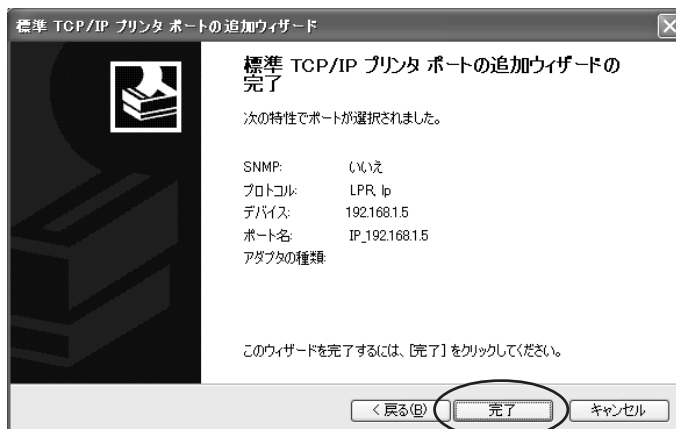 標準 TCP/IP プリンタ ポートの追加ウィザード
標準 TCP/IP プリンタ ポートの追加ウィザードの
完了
次の特性でポートが選択されました。
SNMP: いいえ
プロトコル: LPR, lp
デバイス: 192.168.1.5
ポート名: IP_192.168.1.5
アダプタの種類:
このウィザードを完了するには、[完了] をクリックしてください。
< 戻る(B) 完了 キャンセル